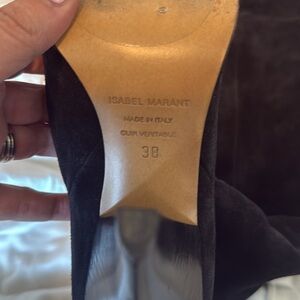 ISABEL MARANT
MADE IN ITALY
CUIR VERITABLE
38